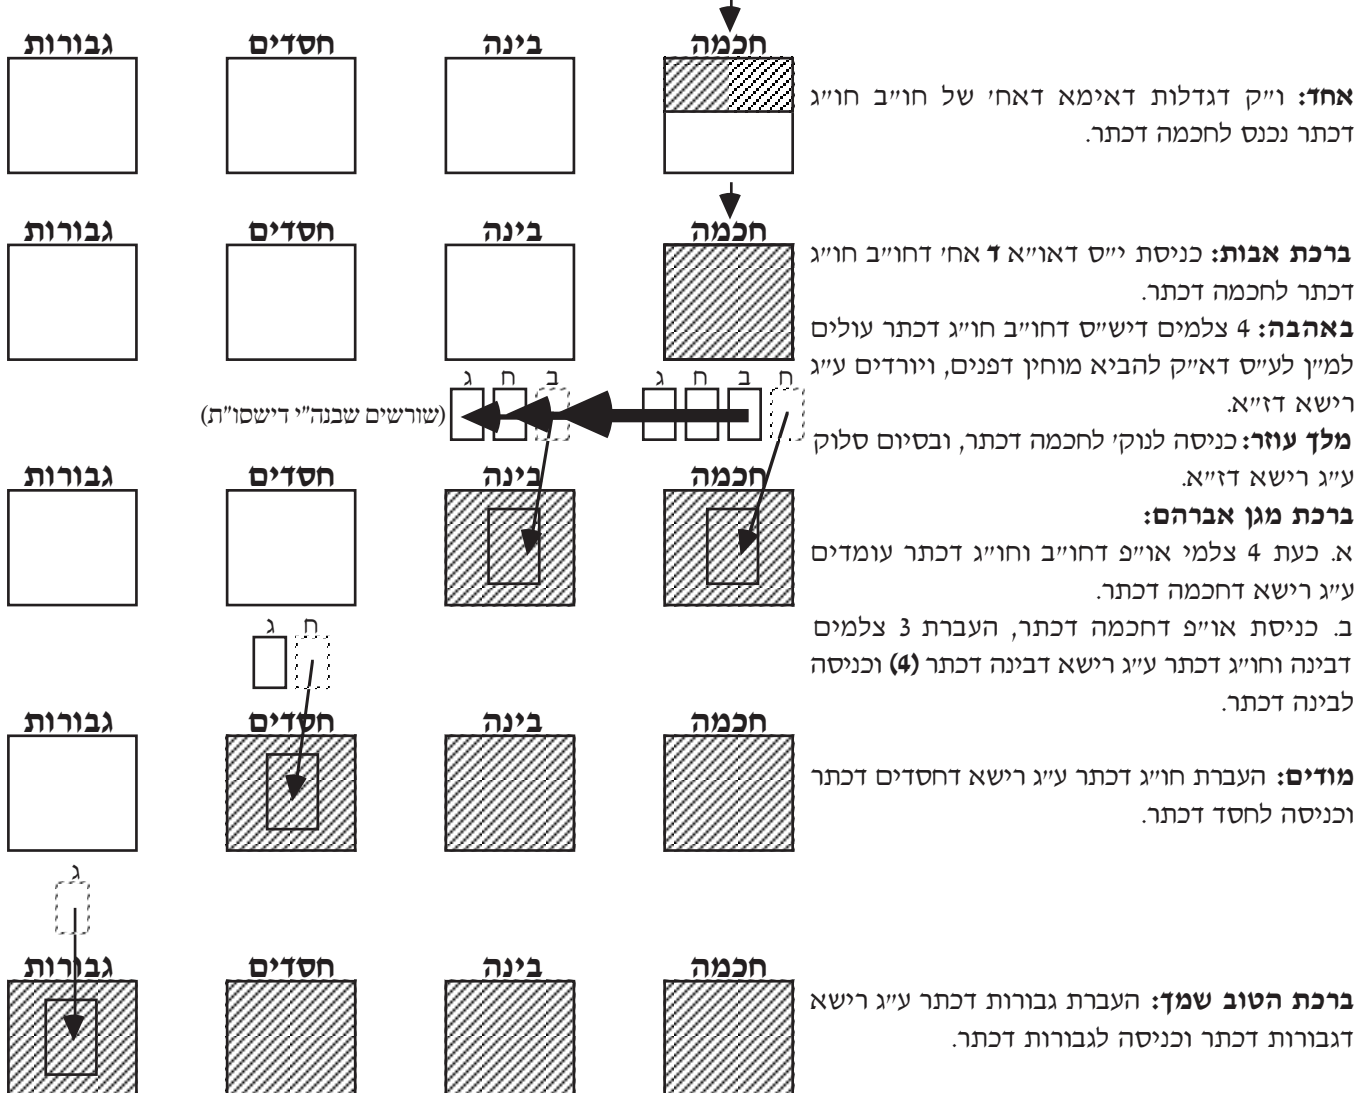 חכמה בינה חסדים גבורות
אחד: ו״ק דגדלות דאימא דאח׳ של חו״ב חו״ג
דכתר נכנס לחכמה דכתר.
חכמה בינה חסדים גבורות
ברכת אבות: כניסת י״ס דאו״א ד אח׳ דחו״ב חו״ג
דכתר לחכמה דכתר.
באהבה: 4 צלמים דיש״ס דחו״ב חו״ג דכתר עולים
למ״ן לע״ס דא״ק להביא מוחין דפנים, ויורדים ע״ג
רישא דז״א.
ח ב ח ג ב ח ג
(שורשים שבנה״י דישסו״ת)
מלך עוזר: כניסה לנוק׳ לחכמה דכתר, ובסיום סלוק
ע״ג רישא דז״א.
חכמה בינה חסדים גבורות
ברכת מגן אברהם:
א. כעת 4 צלמי או״פ דחו״ב וחו״ג דכתר עומדים
ע״ג רישא דחכמה דכתר.
ב. כניסת או״פ דחכמה דכתר, העברת 3 צלמים
דבינה וחו״ג דכתר ע״ג רישא דבינה דכתר (4) וכניסה
לבינה דכתר.
ח ג
חכמה בינה חסדים גבורות
מודים: העברת חו״ג דכתר ע״ג רישא דחסדים דכתר
וכניסה לחסד דכתר.
ג
חכמה בינה חסדים גבורות
ברכת הטוב שמך: העברת גבורות דכתר ע״ג רישא
דגבורות דכתר וכניסה לגבורות דכתר.